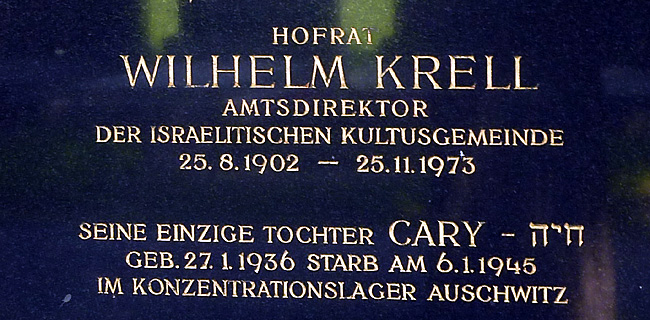 HOFRAT
WILHELM KRELL
AMTSDIREKTOR
DER ISRAELITISCHEN KULTUSGEMEINDE
25.8.1902 — 25.11.1973
SEINE EINZIGE TOCHTER CARY - חיה
GEB. 27.1.1936 STARB AM 6.1.1945
IM KONZENTRATIONSLAGER AUSCHWITZ